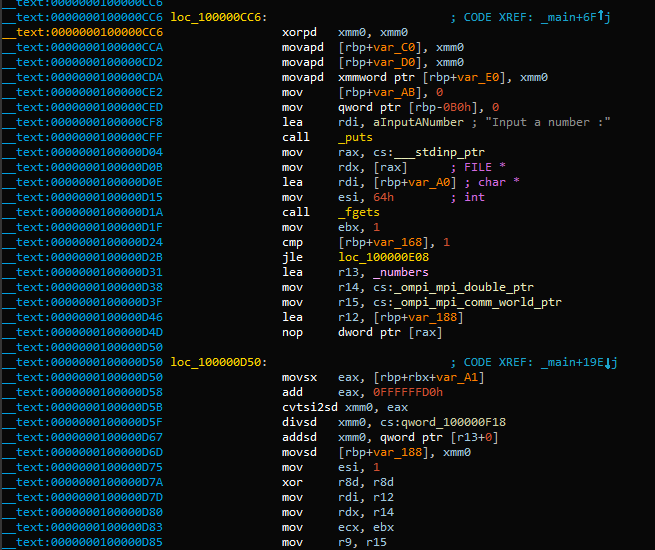 __text:0000000100000CC6
__text:0000000100000CC6 loc_100000CC6: ; CODE XREF: _main+6F↑j
__text:0000000100000CC6 xorpd xmm0, xmm0
__text:0000000100000CCA movapd [rbp+var_C0], xmm0
__text:0000000100000CD2 movapd [rbp+var_D0], xmm0
__text:0000000100000CDA movapd xmmword ptr [rbp+var_E0], xmm0
__text:0000000100000CE2 mov [rbp+var_AB], 0
__text:0000000100000CED mov qword ptr [rbp-0B0h], 0
__text:0000000100000CF8 lea rdi, aInputANumber ; "Input a number :"
__text:0000000100000CFF call _puts
__text:0000000100000D04 mov rax, cs:___stdinp_ptr
__text:0000000100000D0B mov rdx, [rax] ; FILE *
__text:0000000100000D0E lea rdi, [rbp+var_A0] ; char *
__text:0000000100000D15 mov esi, 64h ; int
__text:0000000100000D1A call _fgets
__text:0000000100000D1F mov ebx, 1
__text:0000000100000D24 cmp [rbp+var_168], 1
__text:0000000100000D2B jle loc_100000E08
__text:0000000100000D31 lea r13, _numbers
__text:0000000100000D38 mov r14, cs:_ompi_mpi_double_ptr
__text:0000000100000D3F mov r15, cs:_ompi_mpi_comm_world_ptr
__text:0000000100000D46 lea r12, [rbp+var_188]
__text:0000000100000D4D nop dword ptr [rax]
__text:0000000100000D50
__text:0000000100000D50 loc_100000D50: ; CODE XREF: _main+19E↓j
__text:0000000100000D50 movsx eax, [rbp+rbx+var_A1]
__text:0000000100000D58 add eax, 0FFFFFFD0h
__text:0000000100000D5B cvtsi2sd xmm0, eax
__text:0000000100000D5F divsd xmm0, cs:qword_100000F18
__text:0000000100000D67 addsd xmm0, qword ptr [r13+0]
__text:0000000100000D6D movsd [rbp+var_188], xmm0
__text:0000000100000D75 mov esi, 1
__text:0000000100000D7A xor r8d, r8d
__text:0000000100000D7D mov rdi, r12
__text:0000000100000D80 mov rdx, r14
__text:0000000100000D83 mov ecx, ebx
__text:0000000100000D85 mov r9, r15